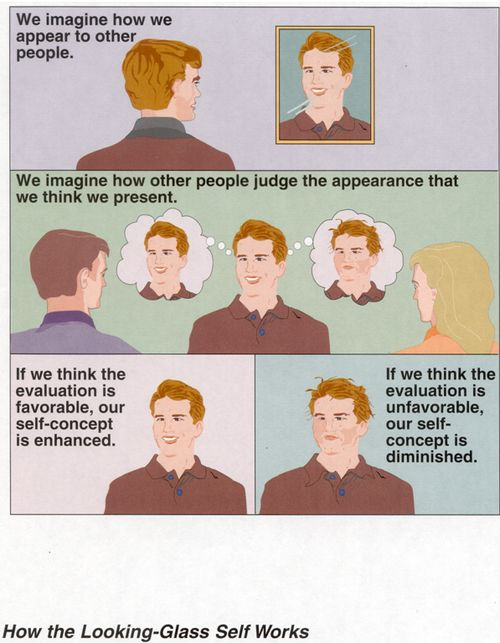 We imagine how we
appear to other
people.
We imagine how other people judge the appearance that
we think we present.
If we think the
evaluation is
favorable, our
self-concept
is enhanced.
If we think the
evaluation is
unfavorable,
our self-
concept is
diminished.
How the Looking-Glass Self Works